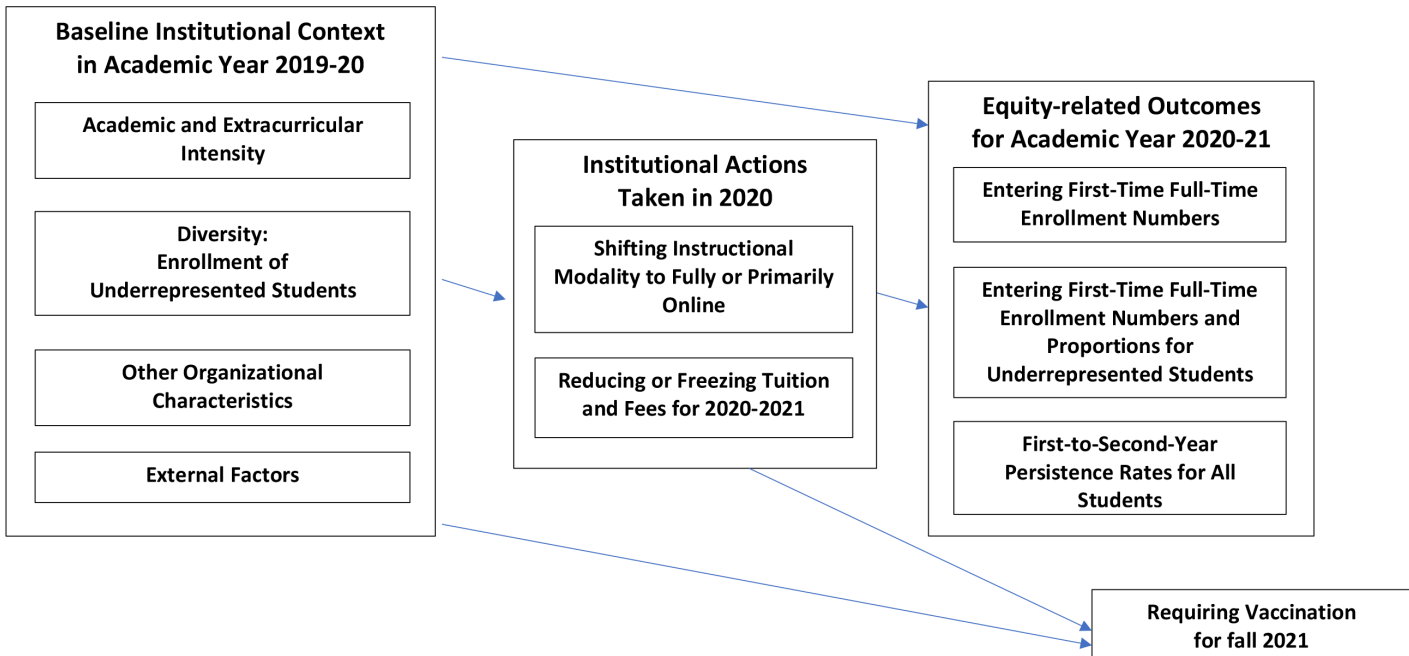 Baseline Institutional Context
in Academic Year 2019-20
Academic and Extracurricular
Intensity
Diversity:
Enrollment of
Underrepresented Students
Other Organizational
Characteristics
External Factors
Institutional Actions
Taken in 2020
Shifting Instructional
Modality to Fully or Primarily
Online
Reducing or Freezing Tuition
and Fees for 2020-2021
Equity-related Outcomes
for Academic Year 2020-21
Entering First-Time Full-Time
Enrollment Numbers
Entering First-Time Full-Time
Enrollment Numbers and
Proportions for
Underrepresented Students
First-to-Second-Year
Persistence Rates for All
Students
Requiring Vaccination
for fall 2021